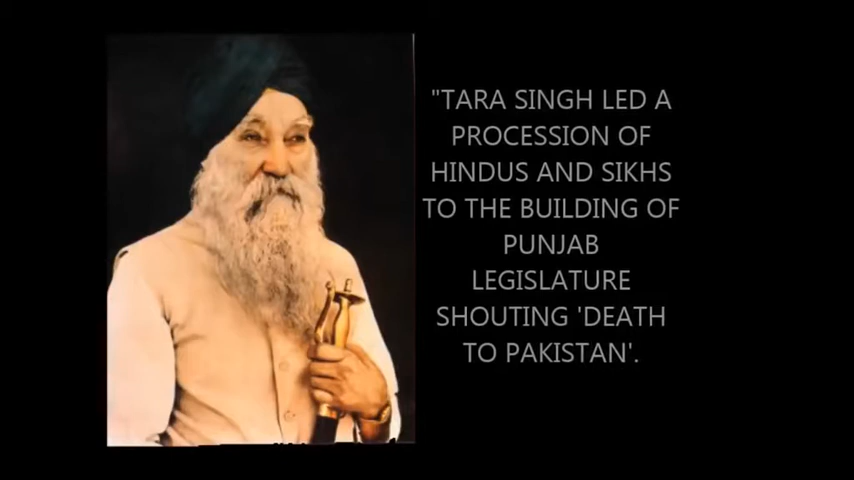 "TARA SINGH LED A
PROCESSION OF
HINDUS AND SIKHS
TO THE BUILDING OF
PUNJAB
LEGISLATURE
SHOUTING 'DEATH
TO PAKISTAN'.